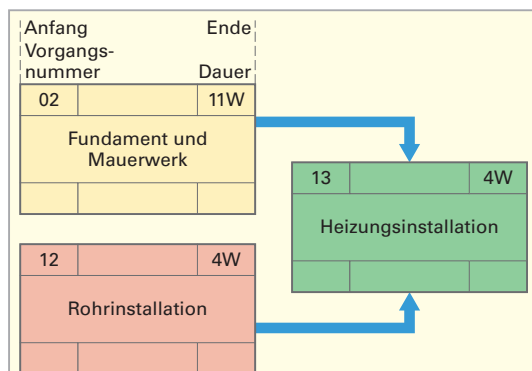 Anfang Ende
Vorgangs-
nummer Dauer
02 11W
Fundament und
Mauerwerk
13 4W
Heizungsinstallation
12 4W
Rohrinstallation